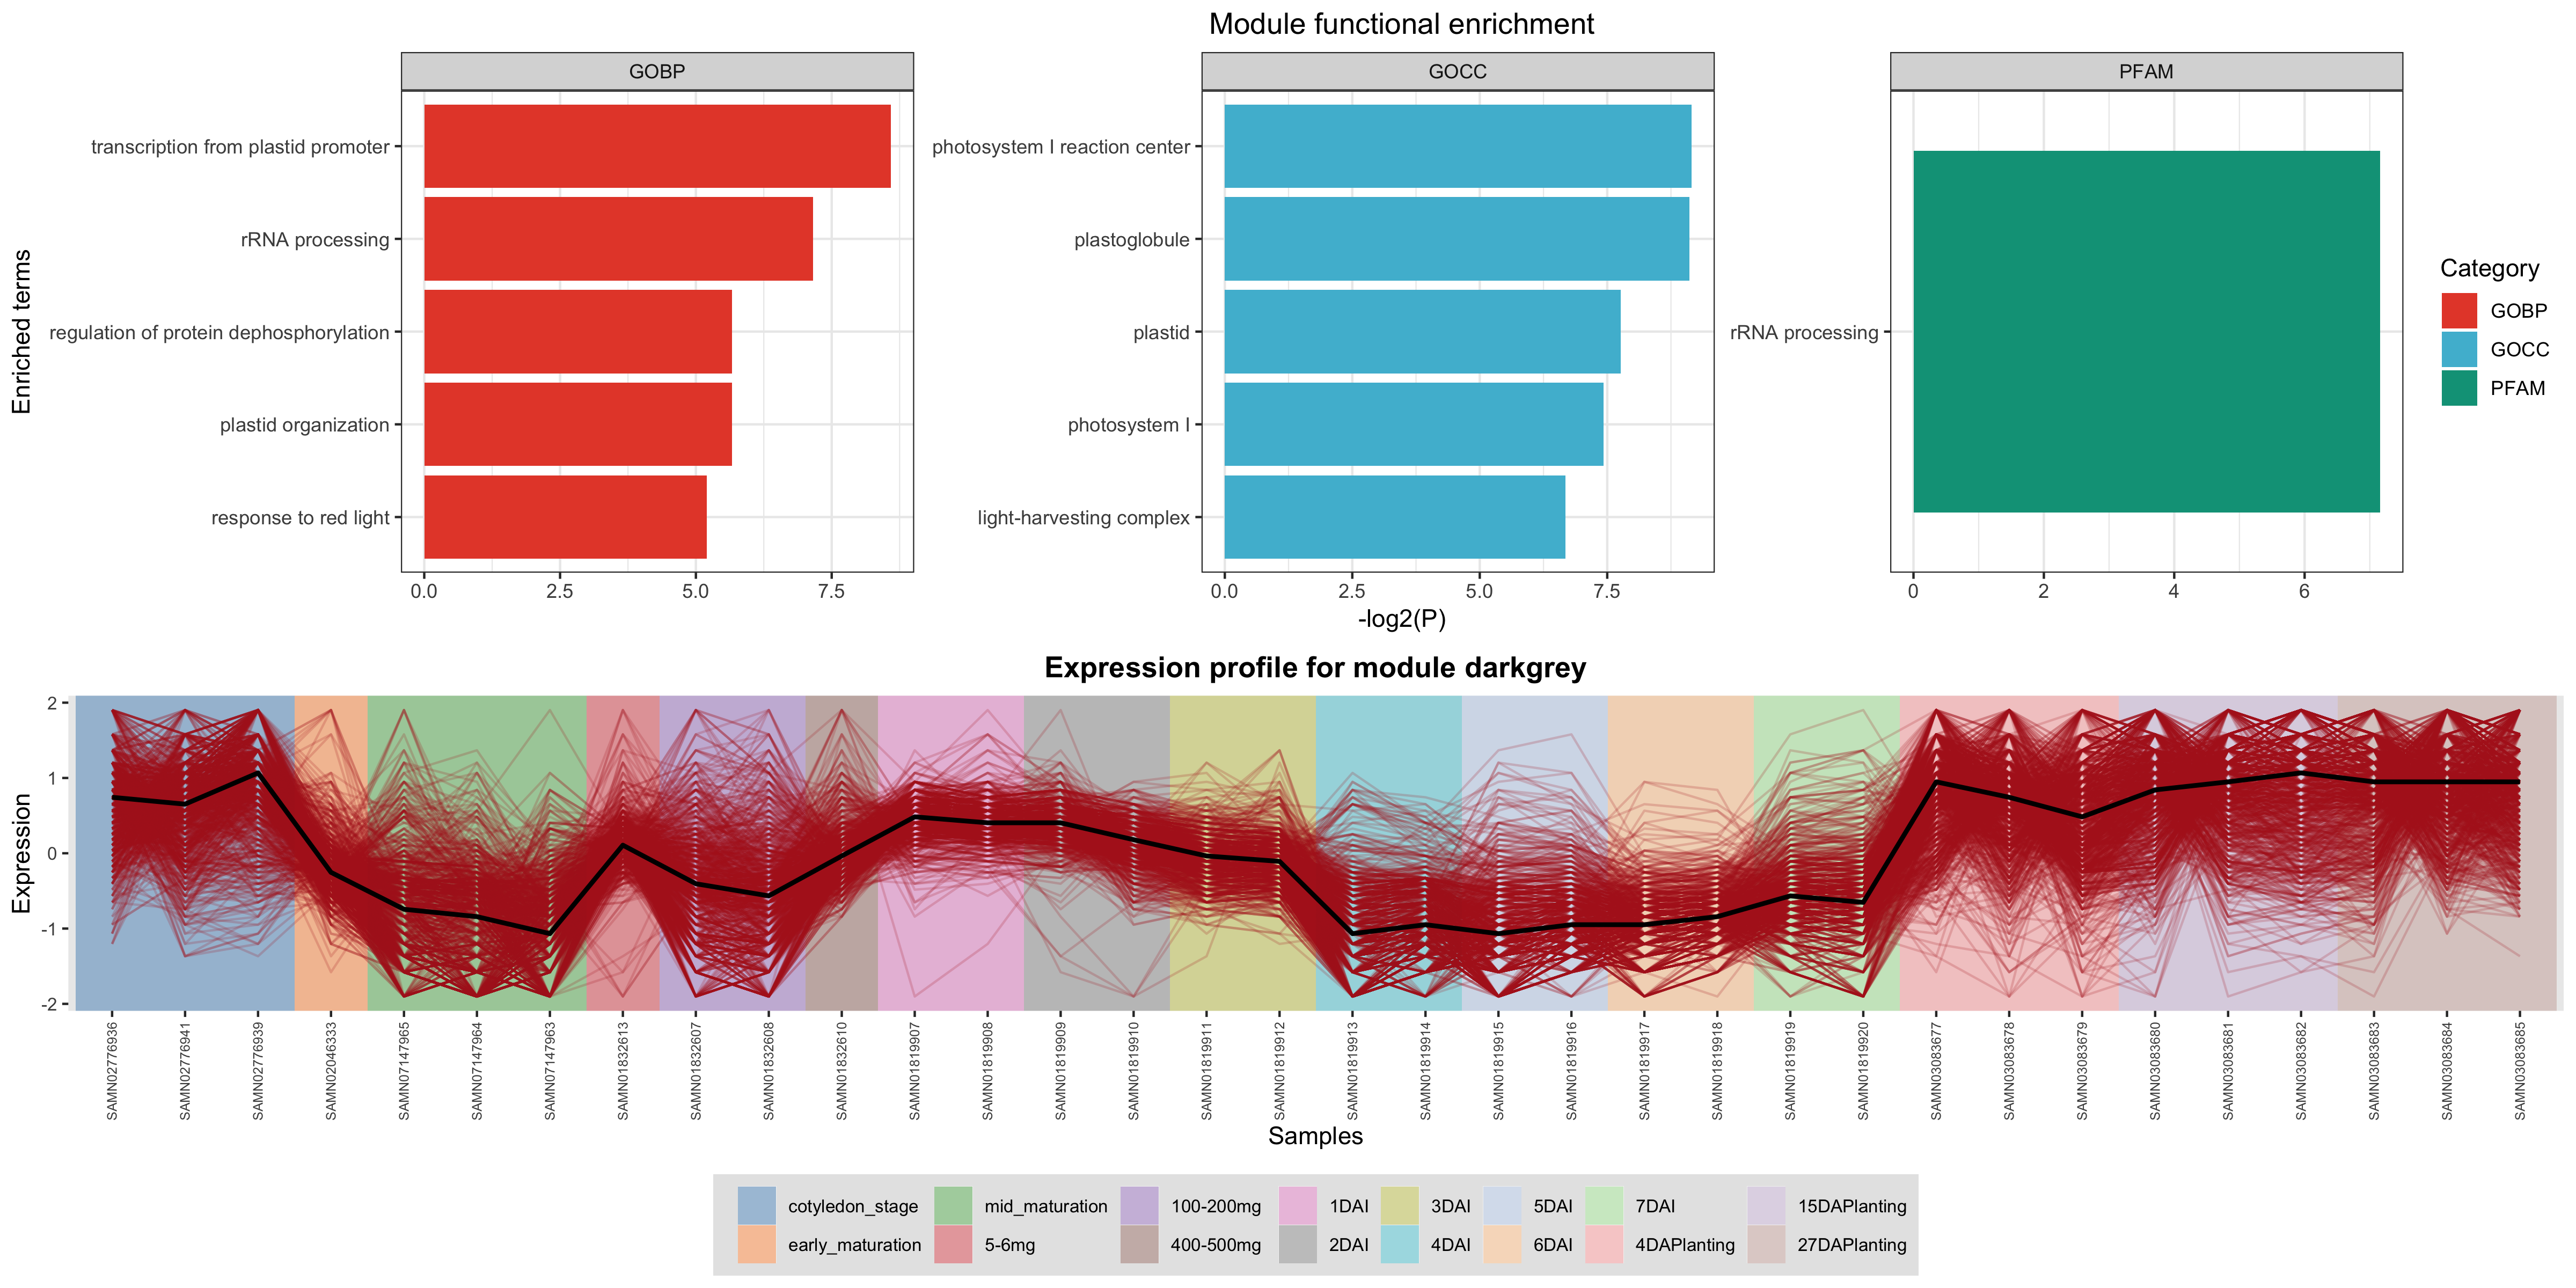 Module functional enrichment
GOBP
GOCC
PFAM
Enriched terms
transcription from plastid promoter
rRNA processing
regulation of protein dephosphorylation
plastid organization
response to red light
0.0 2.5 5.0 7.5
photosystem I reaction center
plastoglobule
plastid
photosystem I
light-harvesting complex
0.0 2.5 5.0 7.5
rRNA processing
0 2 4 6
-log2(P)
Category
GOBP
GOCC
PFAM
Expression profile for module darkgrey
Expression
2
1
0
-1
-2
SAMN02776936
SAMN02776941
SAMN02776939
SAMN02046333
SAMN07147965
SAMN07147964
SAMN07147963
SAMN01832613
SAMN01832607
SAMN01832608
SAMN01832610
SAMN01819907
SAMN01819908
SAMN01819909
SAMN01819910
SAMN01819911
SAMN01819912
SAMN01819913
SAMN01819914
SAMN01819915
SAMN01819916
SAMN01819917
SAMN01819918
SAMN01819919
SAMN01819920
SAMN03083677
SAMN03083678
SAMN03083679
SAMN03083680
SAMN03083681
SAMN03083682
SAMN03083683
SAMN03083684
SAMN03083685
Samples
cotyledon_stage mid_maturation 100-200mg 1DAI 3DAI 5DAI 7DAI 15DAPlanting
early_maturation 5-6mg 400-500mg 2DAI 4DAI 6DAI 4DAPlanting 27DAPlanting